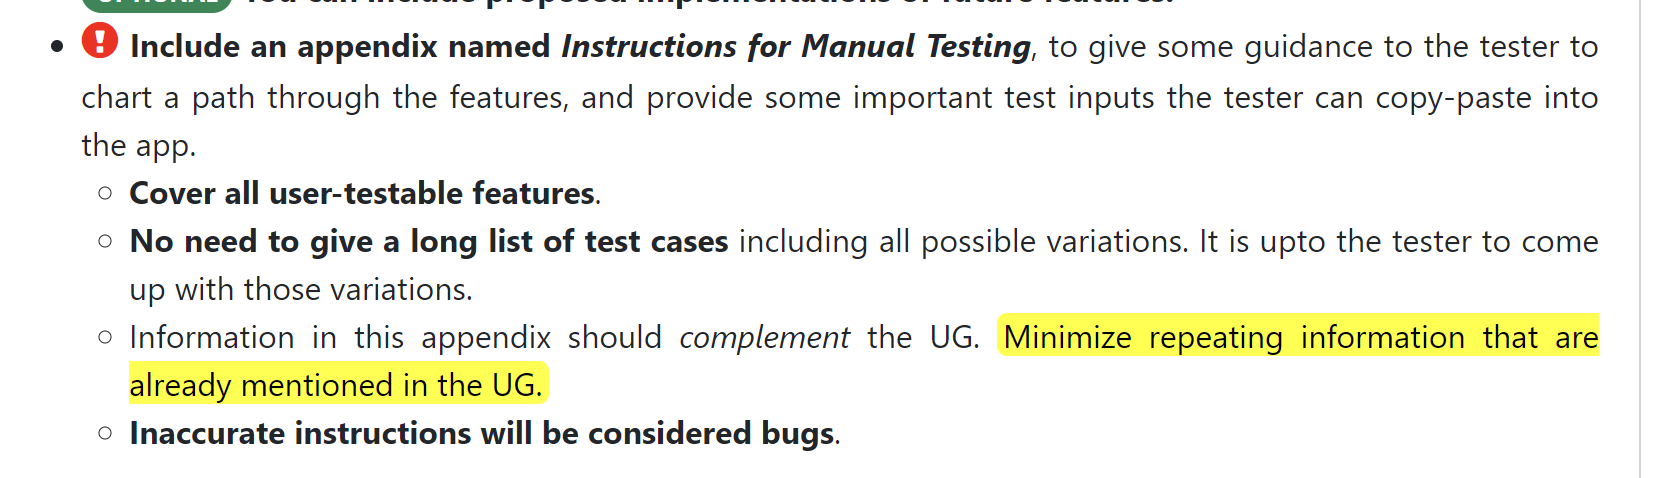 Include an appendix named Instructions for Manual Testing, to give some guidance to the tester to
chart a path through the features, and provide some important test inputs the tester can copy-paste into
the app.
Cover all user-testable features.
No need to give a long list of test cases including all possible variations. It is upto the tester to come
up with those variations.
Information in this appendix should complement the UG. Minimize repeating information that are
already mentioned in the UG.
Inaccurate instructions will be considered bugs.